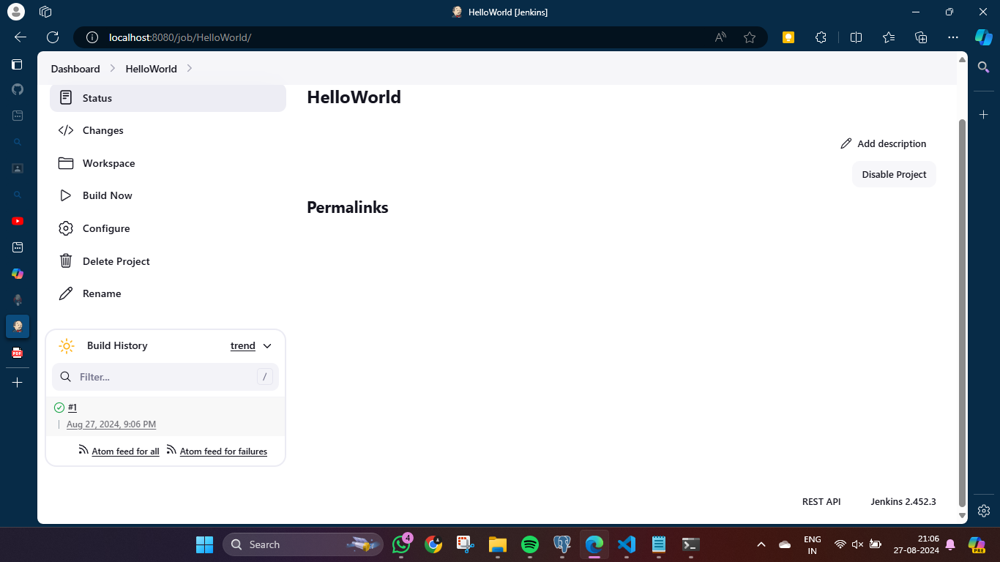 HelloWorld [Jenkins]
localhost:8080/job/HelloWorld/
Dashboard HelloWorld
Status
Changes
Workspace
Build Now
Configure
Delete Project
Rename
Build History trend
Filter... /
#1
Aug 27, 2024, 9:06 PM
Atom feed for all Atom feed for failures
HelloWorld
Add description
Disable Project
Permalinks
REST API Jenkins 2.452.3
PDF
Search
4
ENG
IN
21:06
27-08-2024
PRE